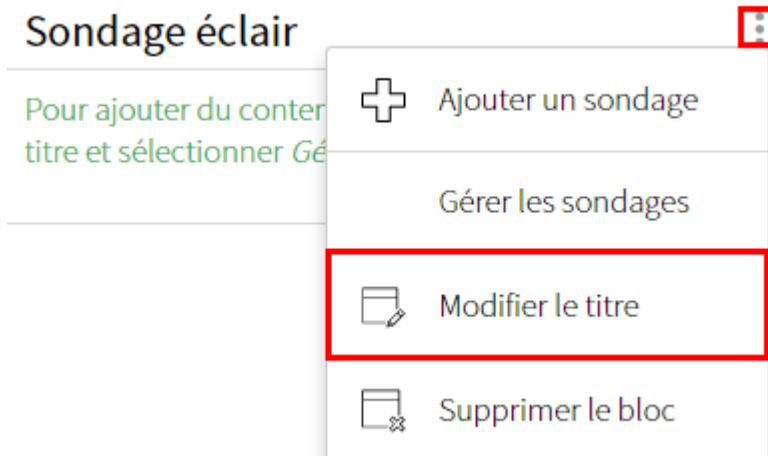 Sondage éclair
Pour ajouter du conten
titre et sélectionner Gé
Ajouter un sondage
Gérer les sondages
Modifier le titre
Supprimer le bloc